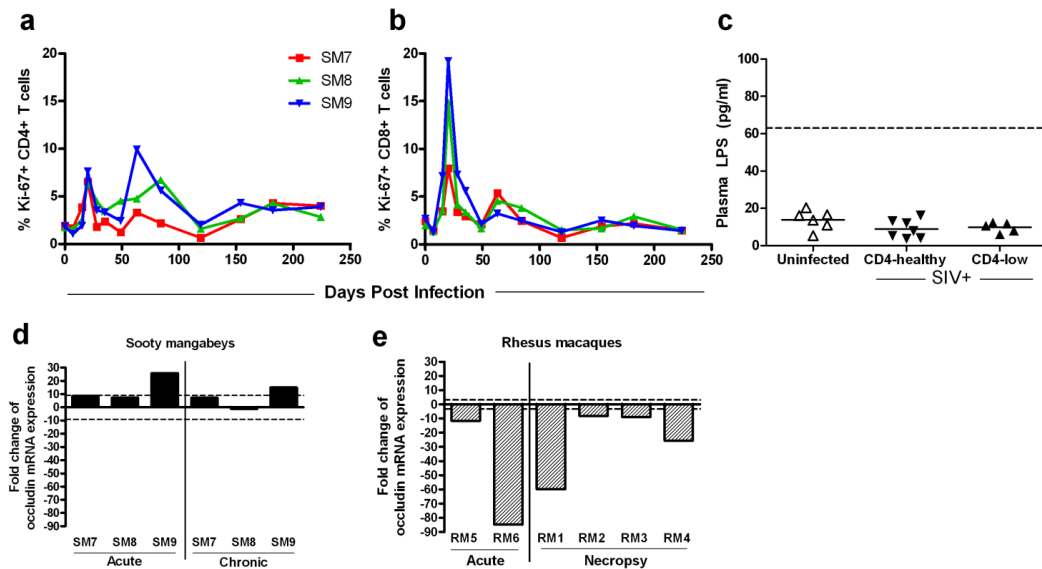 a
% Ki-67+ CD4+ T cells
20
15
10
5
0
0 50 100 150 200 250
SM7
SM8
SM9
b
% Ki-67+ CD8+ T cells
20
15
10
5
0
0 50 100 150 200 250
Days Post Infection
c
Plasma LPS (pg/ml)
100
80
60
40
20
0
Uninfected CD4-healthy CD4-low
SIV+
d
Sooty mangabeys
Fold change of
occludin mRNA expression
30
20
10
0
-10
-20
-30
-40
-50
-60
-70
-80
-90
SM7 SM8 SM9 SM7 SM8 SM9
Acute Chronic
e
Rhesus macaques
Fold change of
occludin mRNA expression
30
20
10
0
-10
-20
-30
-40
-50
-60
-70
-80
-90
RM5 RM6 RM1 RM2 RM3 RM4
Acute Necropsy